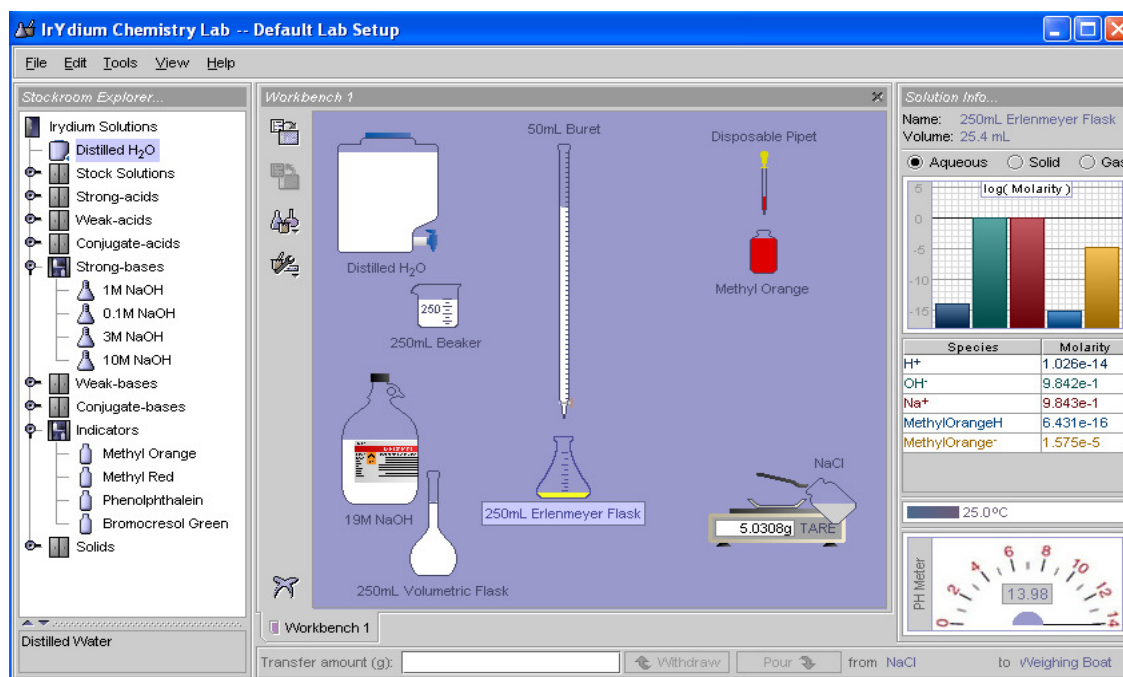 IrYdium Chemistry Lab -- Default Lab Setup
File Edit Tools View Help
Stockroom Explorer...
Irydium Solutions
Distilled H2O
Stock Solutions
Strong-acids
Weak-acids
Conjugate-acids
Strong-bases
1M NaOH
0.1M NaOH
3M NaOH
10M NaOH
Weak-bases
Conjugate-bases
Indicators
Methyl Orange
Methyl Red
Phenolphthalein
Bromocresol Green
Solids
Distilled Water
Workbench 1
50mL Buret
Disposable Pipet
Distilled H2O
Methyl Orange
250
250mL Beaker
NaCl
19M NaOH
250mL Erlenmeyer Flask
5.0308g TARE
250mL Volumetric Flask
Workbench 1
Transfer amount (g): Withdraw Pour from NaCl to Weighing Boat
Solution Info...
Name: 250mL Erlenmeyer Flask
Volume: 25.4 mL
Aqueous Solid Gas
log( Molarity )
5
0
-5
-10
-15
Species Molarity
H+ 1.026e-14
OH- 9.842e-1
Na+ 9.843e-1
MethylOrangeH 6.431e-16
MethylOrange- 1.575e-5
25.0ºC
PH Meter
0 2 4 6 8 10 12 14
13.98